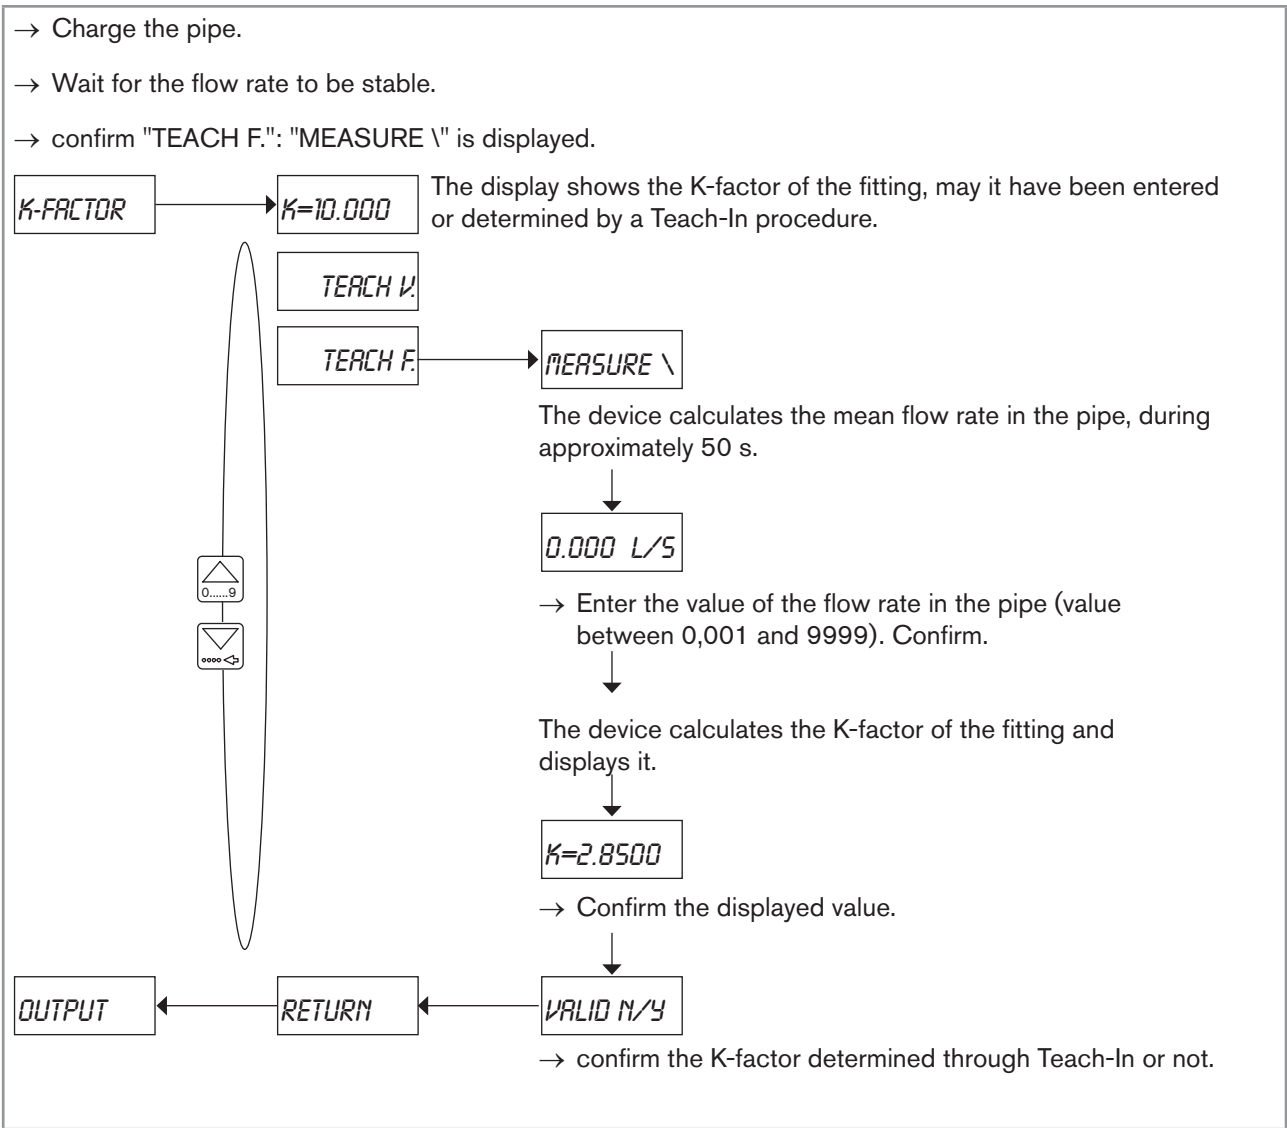 → Charge the pipe.
→ Wait for the flow rate to be stable.
→ confirm "TEACH F.": "MEASURE \" is displayed.
K-FACTOR
K=10.000
The display shows the K-factor of the fitting, may it have been entered
or determined by a Teach-In procedure.
TEACH V.
TEACH F.
MEASURE \
The device calculates the mean flow rate in the pipe, during
approximately 50 s.
0.000 L/S
0......9
→ Enter the value of the flow rate in the pipe (value
between 0,001 and 9999). Confirm.
The device calculates the K-factor of the fitting and
displays it.
K=2.8500
→ Confirm the displayed value.
OUTPUT
RETURN
VALID N/Y
→ confirm the K-factor determined through Teach-In or not.